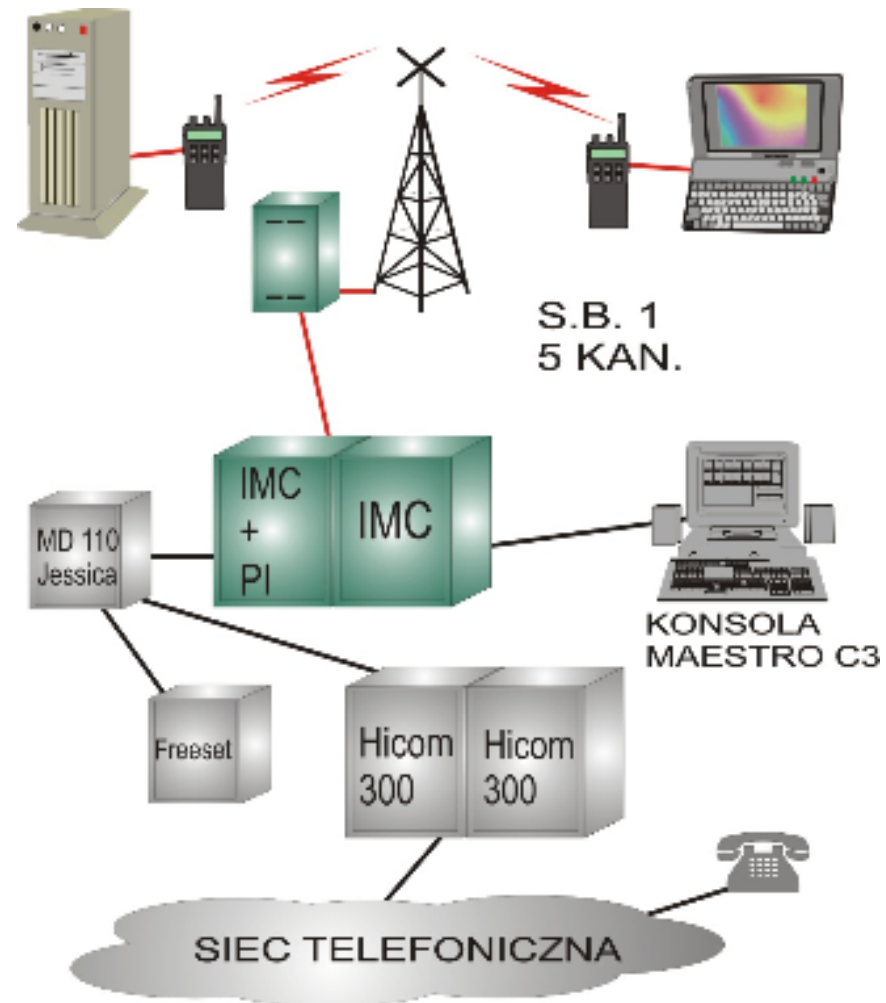 S.B. 1
5 KAN.
IMC
+
PI
IMC
MD 110
Jessica
KONSOLA
MAESTRO C3
Freeset
Hicom
300
Hicom
300
SIEC TELEFONICZNA